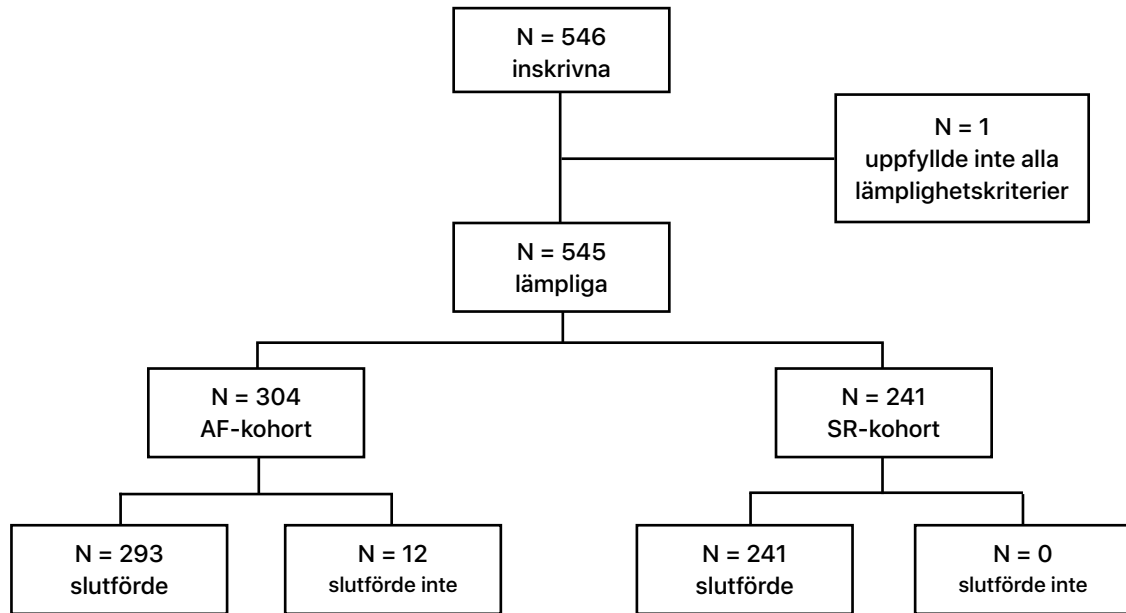 N = 546
inskrivna
N = 1
uppfyllde inte alla
lämplighetskriterier
N = 545
lämpliga
N = 304
AF-kohort
N = 241
SR-kohort
N = 293
slutförde
N = 12
slutförde inte
N = 241
slutförde
N = 0
slutförde inte